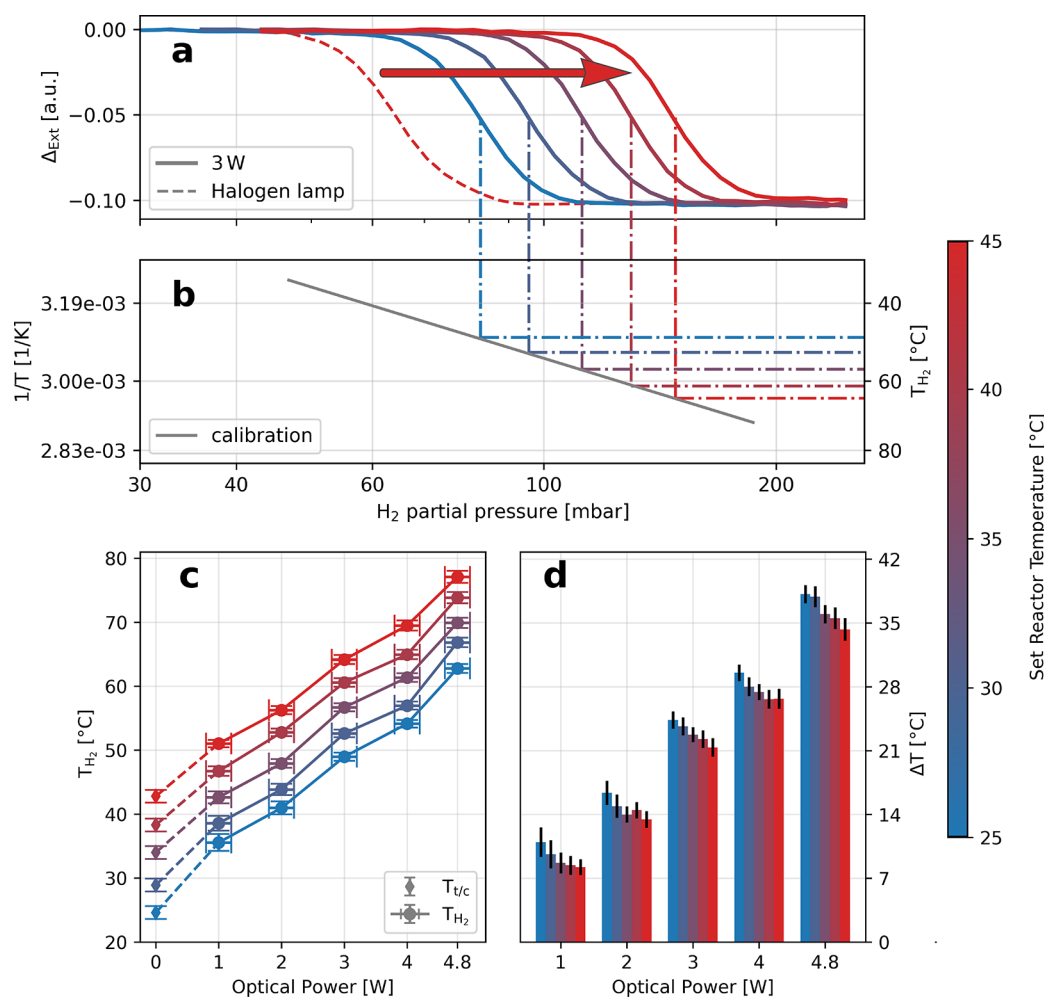 a
0.00
−0.05
−0.10
Δ_Ext [a.u.]
3 W
Halogen lamp
b
3.19e-03
3.00e-03
2.83e-03
1/T [1/K]
40
60
80
T_H₂ [°C]
calibration
30 40 60 100 200
H₂ partial pressure [mbar]
45
40
35
30
25
Set Reactor Temperature [°C]
c
80
70
60
50
40
30
20
T_H₂ [°C]
T_t/c
T_H₂
0 1 2 3 4 4.8
Optical Power [W]
d
42
35
28
21
14
7
0
ΔT [°C]
1 2 3 4 4.8
Optical Power [W]